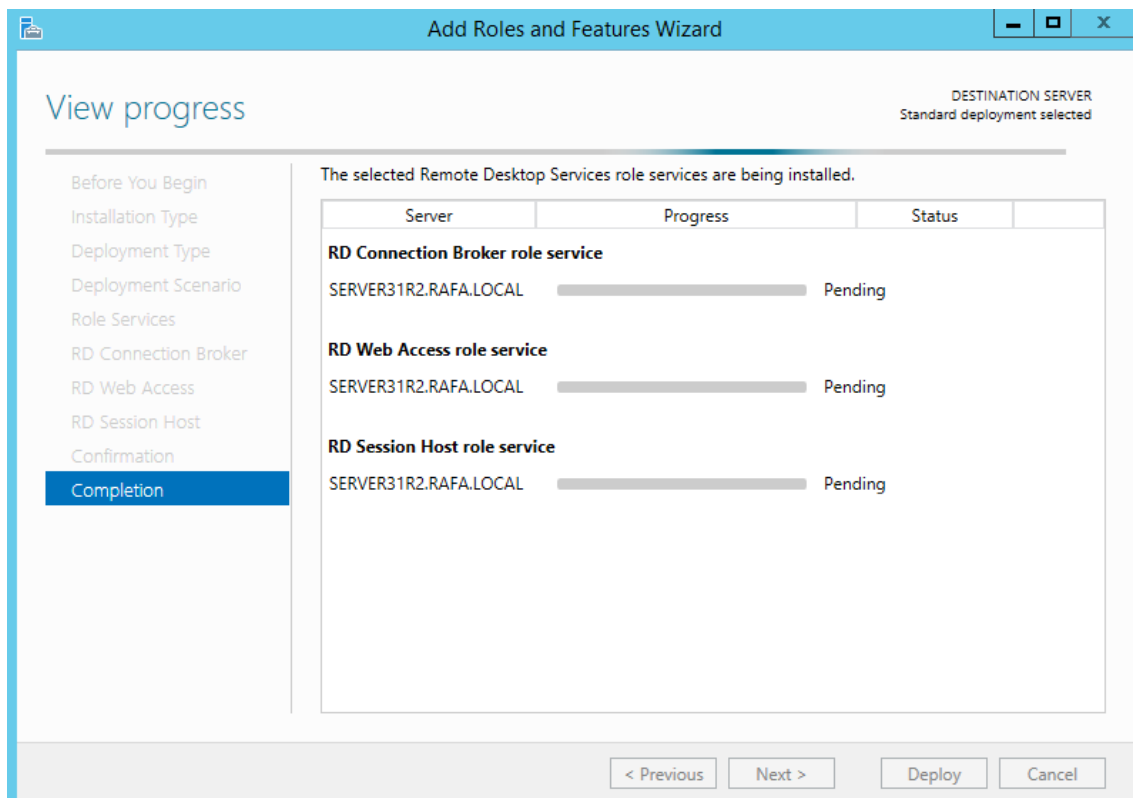 Add Roles and Features Wizard
View progress
DESTINATION SERVER
Standard deployment selected
Before You Begin
Installation Type
Deployment Type
Deployment Scenario
Role Services
RD Connection Broker
RD Web Access
RD Session Host
Confirmation
Completion
The selected Remote Desktop Services role services are being installed.
Server Progress Status
RD Connection Broker role service
SERVER31R2.RAFA.LOCAL Pending
RD Web Access role service
SERVER31R2.RAFA.LOCAL Pending
RD Session Host role service
SERVER31R2.RAFA.LOCAL Pending
< Previous Next > Deploy Cancel